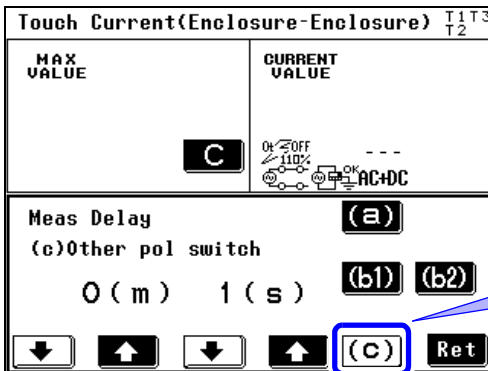 Touch Current(Enclosure-Enclosure) T1T3
T2
MAX
VALUE
C
CURRENT
VALUE
OFF
110%
---
OK
AC+DC
Meas Delay
(a)
(c)Other pol switch
0(m) 1(s)
(b1) (b2)
(c) Ret